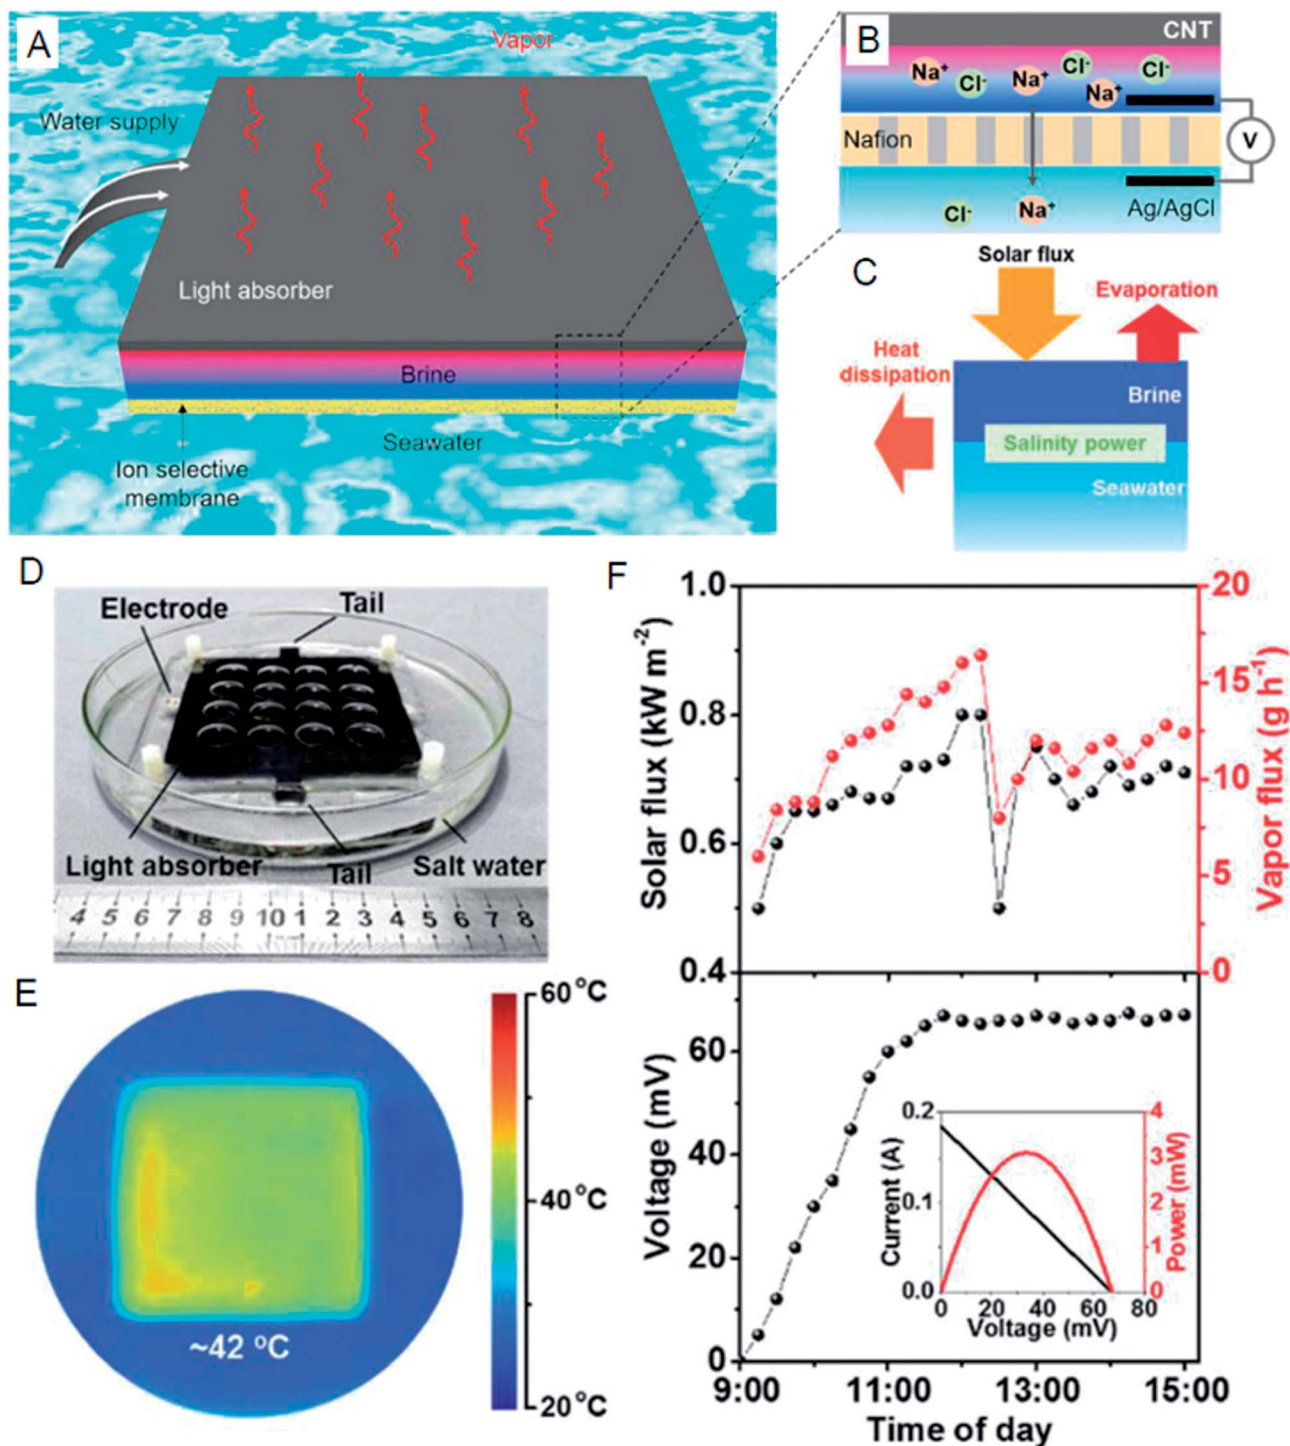 A
Vapor
Water supply
Light absorber
Brine
Seawater
Ion selective
membrane
B
CNT
Na+
Cl-
Na+
Cl-
Na+
Cl-
Nafion
V
Cl-
Na+
Ag/AgCl
C
Solar flux
Evaporation
Heat
dissipation
Brine
Salinity power
Seawater
D
Electrode
Tail
Light absorber
Tail
Salt water
4 5 6 7 8 9 10 1 2 3 4 5 6 7 8
E
60 °C
40°C
20°C
~42 °C
F
1.0
0.8
0.6
0.4
Solar flux (kW m-2)
20
15
10
5
0
Vapor flux (g h-1)
60
40
20
0
Voltage (mV)
0.2
0.1
0.0
Current (A)
4
3
2
1
0
Power (mW)
0 20 40 60 80
Voltage (mV)
9:00 11:00 13:00 15:00
Time of day